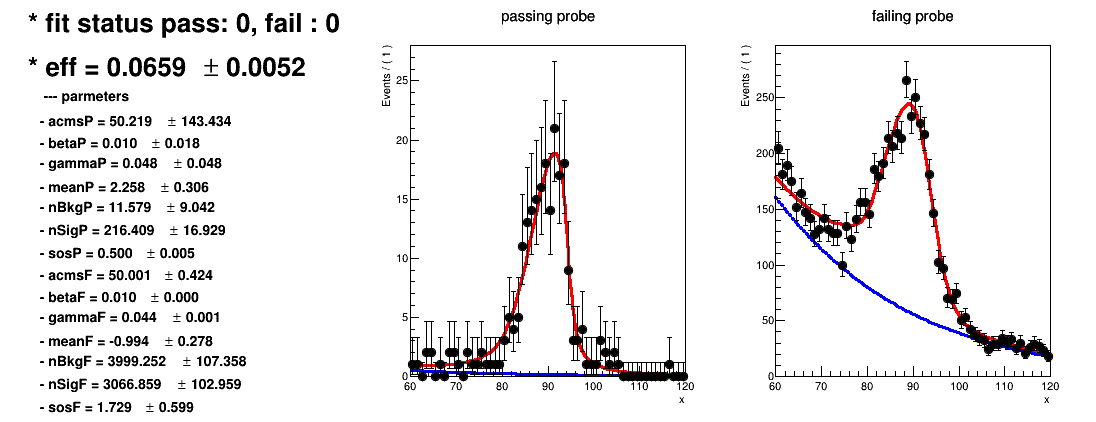 * fit status pass: 0, fail : 0
* eff = 0.0659 ± 0.0052
--- parmeters
- acmsP = 50.219 ± 143.434
- betaP = 0.010 ± 0.018
- gammaP = 0.048 ± 0.048
- meanP = 2.258 ± 0.306
- nBkgP = 11.579 ± 9.042
- nSigP = 216.409 ± 16.929
- sosP = 0.500 ± 0.005
- acmsF = 50.001 ± 0.424
- betaF = 0.010 ± 0.000
- gammaF = 0.044 ± 0.001
- meanF = -0.994 ± 0.278
- nBkgF = 3999.252 ± 107.358
- nSigF = 3066.859 ± 102.959
- sosF = 1.729 ± 0.599
passing probe
Events / ( 1 )
25
20
15
10
5
0
60 70 80 90 100 110 120
x
failing probe
Events / ( 1 )
250
200
150
100
50
0
60 70 80 90 100 110 120
x